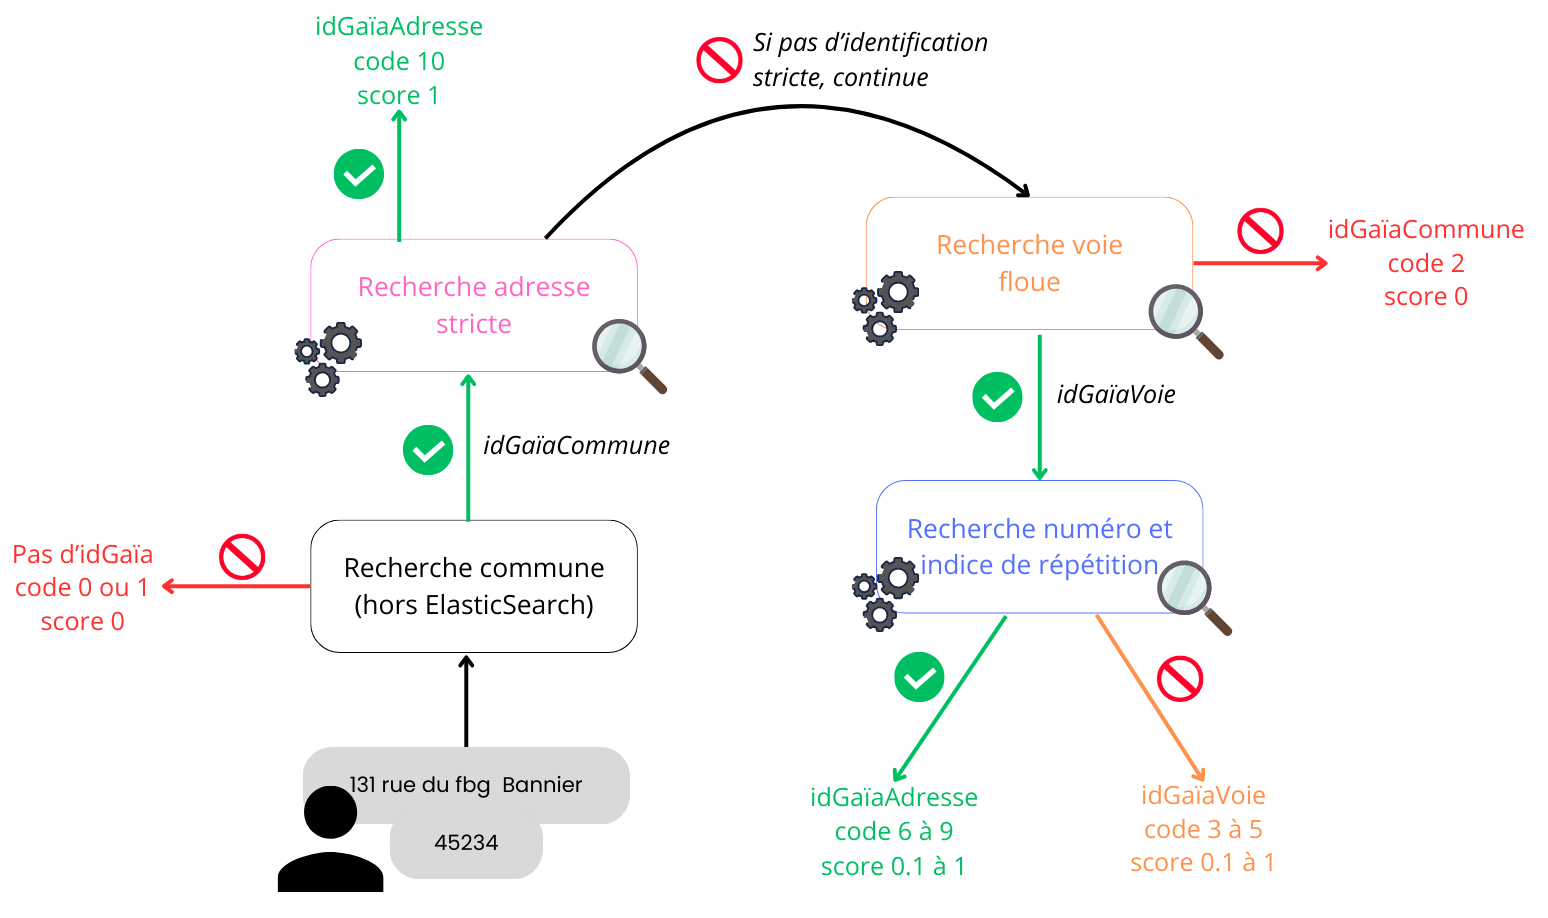 idGaïaAdresse
code 10
score 1
Si pas d’identification
stricte, continue
Recherche adresse
stricte
Recherche voie
floue
idGaïaCommune
code 2
score 0
idGaïaVoie
idGaïaCommune
Recherche numéro et
indice de répétition
Pas d’idGaïa
code 0 ou 1
score 0
Recherche commune
(hors ElasticSearch)
131 rue du fbg  Bannier
45234
idGaïaAdresse
code 6 à 9
score 0.1 à 1
idGaïaVoie
code 3 à 5
score 0.1 à 1